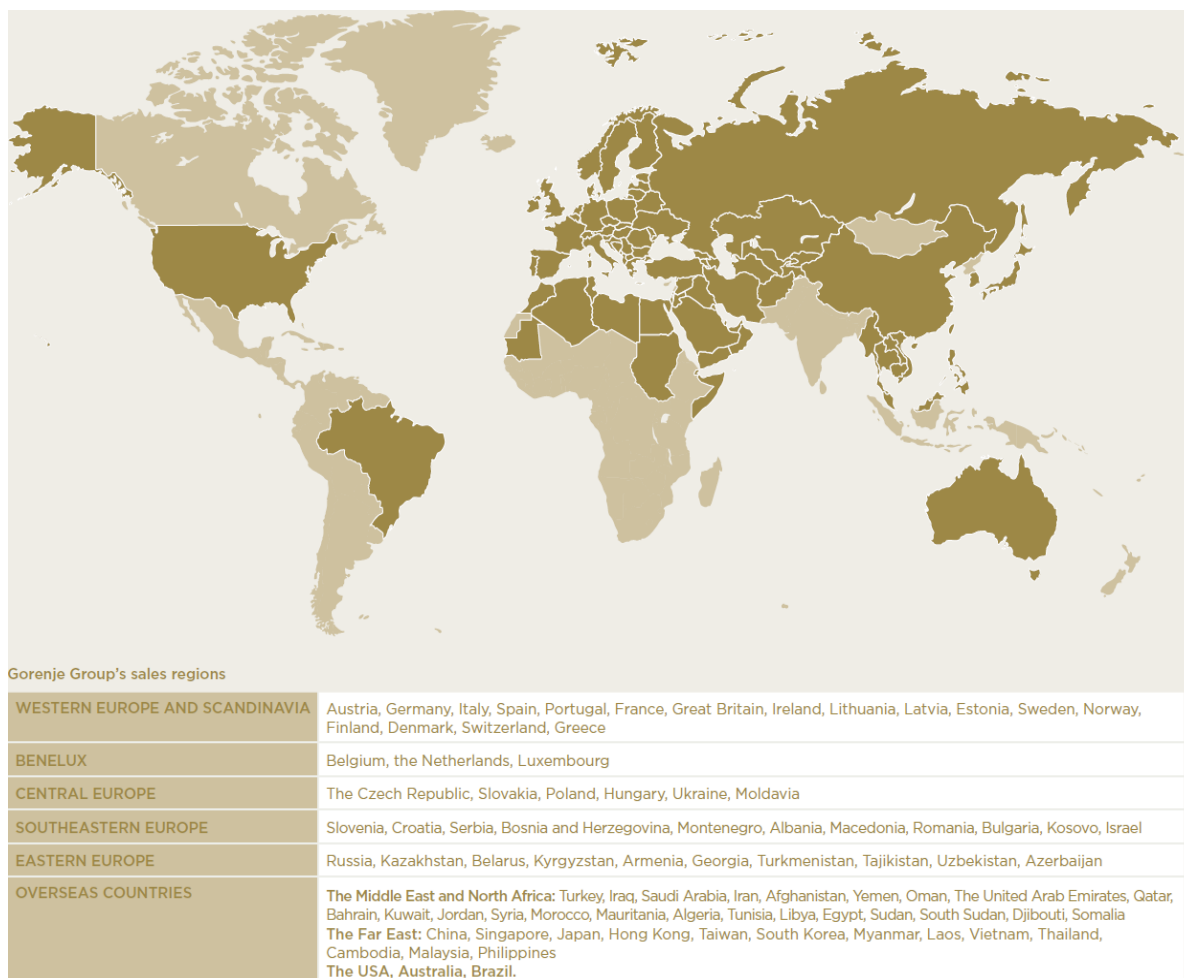 Gorenje Group's sales regions
WESTERN EUROPE AND SCANDINAVIA
Austria, Germany, Italy, Spain, Portugal, France, Great Britain, Ireland, Lithuania, Latvia, Estonia, Sweden, Norway,
Finland, Denmark, Switzerland, Greece
BENELUX
Belgium, the Netherlands, Luxembourg
CENTRAL EUROPE
The Czech Republic, Slovakia, Poland, Hungary, Ukraine, Moldavia
SOUTHEASTERN EUROPE
Slovenia, Croatia, Serbia, Bosnia and Herzegovina, Montenegro, Albania, Macedonia, Romania, Bulgaria, Kosovo, Israel
EASTERN EUROPE
Russia, Kazakhstan, Belarus, Kyrgyzstan, Armenia, Georgia, Turkmenistan, Tajikistan, Uzbekistan, Azerbaijan
OVERSEAS COUNTRIES
The Middle East and North Africa: Turkey, Iraq, Saudi Arabia, Iran, Afghanistan, Yemen, Oman, The United Arab Emirates, Qatar,
Bahrain, Kuwait, Jordan, Syria, Morocco, Mauritania, Algeria, Tunisia, Libya, Egypt, Sudan, South Sudan, Djibouti, Somalia
The Far East: China, Singapore, Japan, Hong Kong, Taiwan, South Korea, Myanmar, Laos, Vietnam, Thailand,
Cambodia, Malaysia, Philippines
The USA, Australia, Brazil.